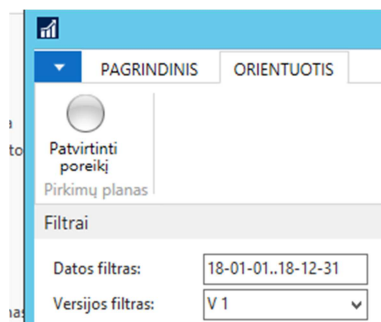 PAGRINDINIS ORIENTUOTIS
Patvirtinti
poreikį
Pirkimų planas
Filtrai
Datos filtras: 18-01-01..18-12-31
Versijos filtras: V 1